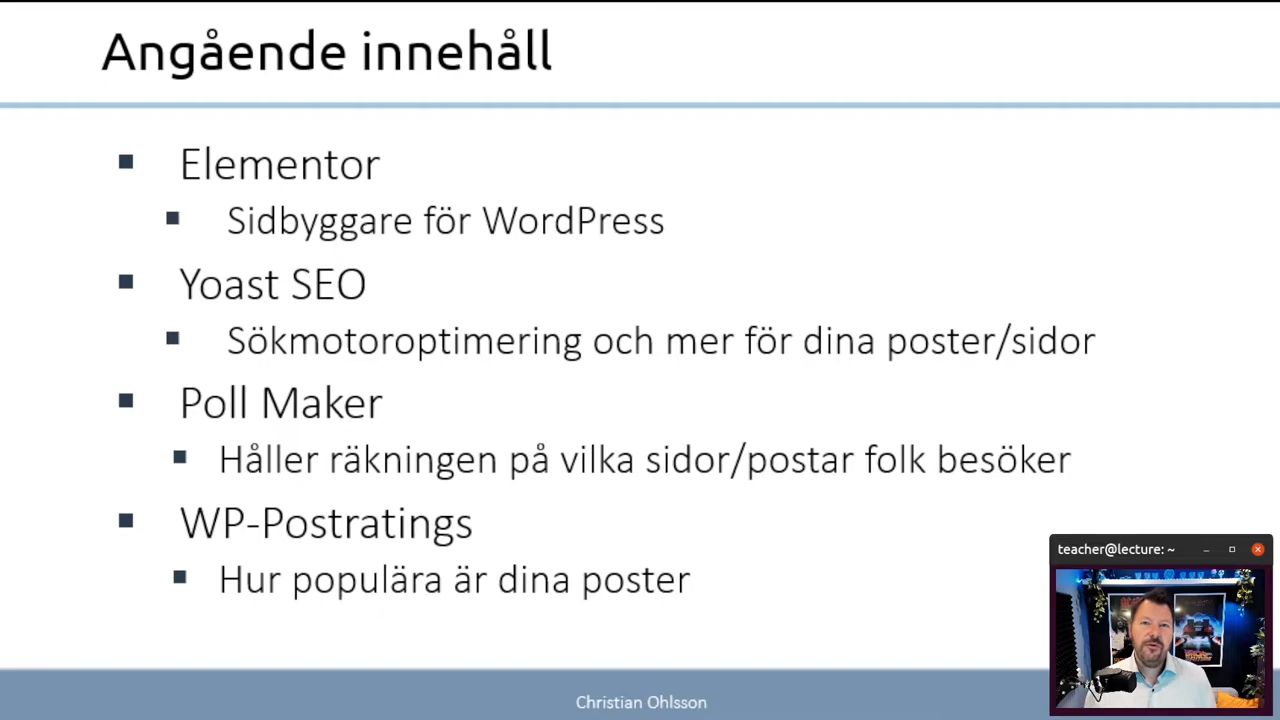 Angående innehåll
Elementor
Sidbyggare för WordPress
Yoast SEO
Sökmotoroptimering och mer för dina poster/sidor
Poll Maker
Håller räkningen på vilka sidor/postar folk besöker
WP-Postratings
Hur populära är dina poster
teacher@lecture: ~
Christian Ohlsson